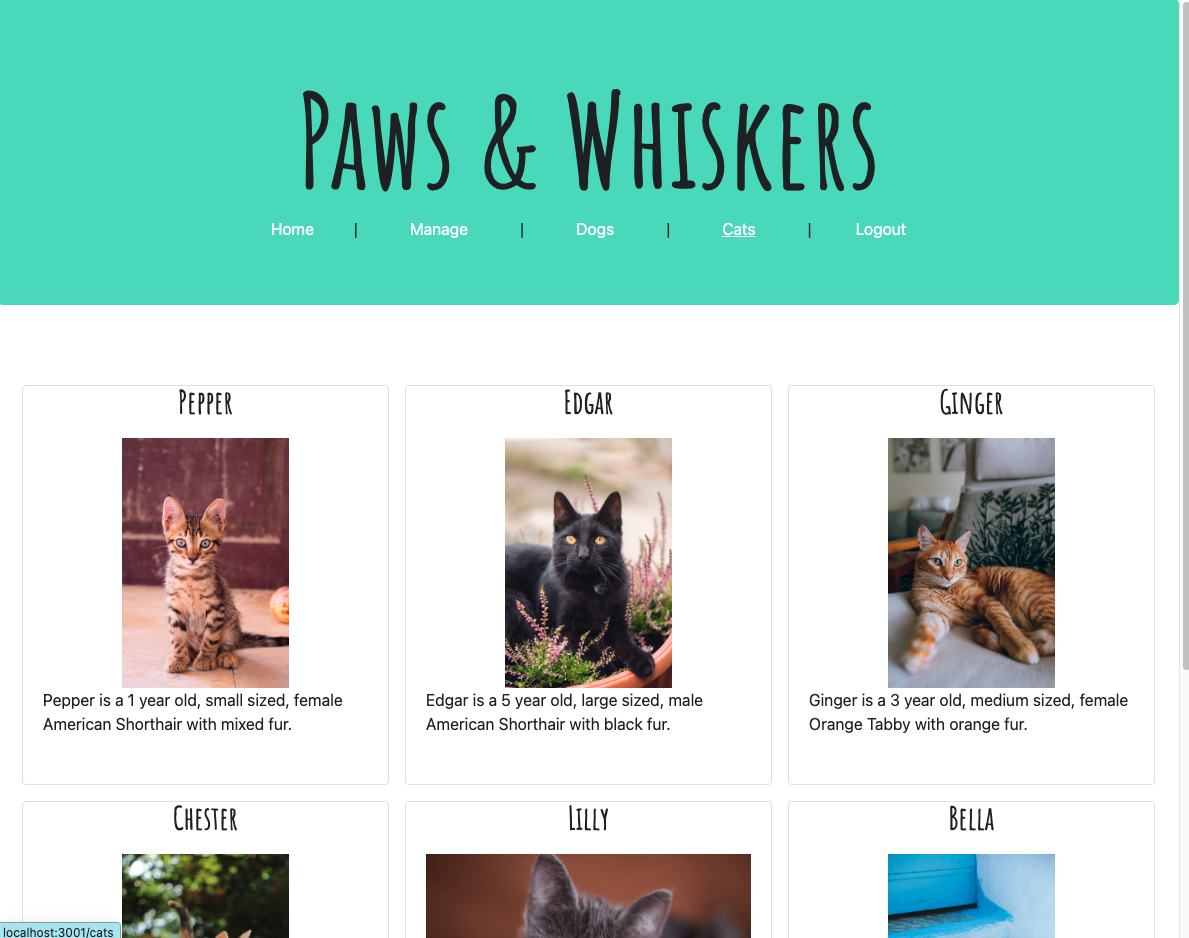 Paws & Whiskers
Home | Manage | Dogs | Cats | Logout
Pepper
Edgar
Ginger
Pepper is a 1 year old, small sized, female
American Shorthair with mixed fur.
Edgar is a 5 year old, large sized, male
American Shorthair with black fur.
Ginger is a 3 year old, medium sized, female
Orange Tabby with orange fur.
Chester
Lilly
Bella
localhost:3001/cats